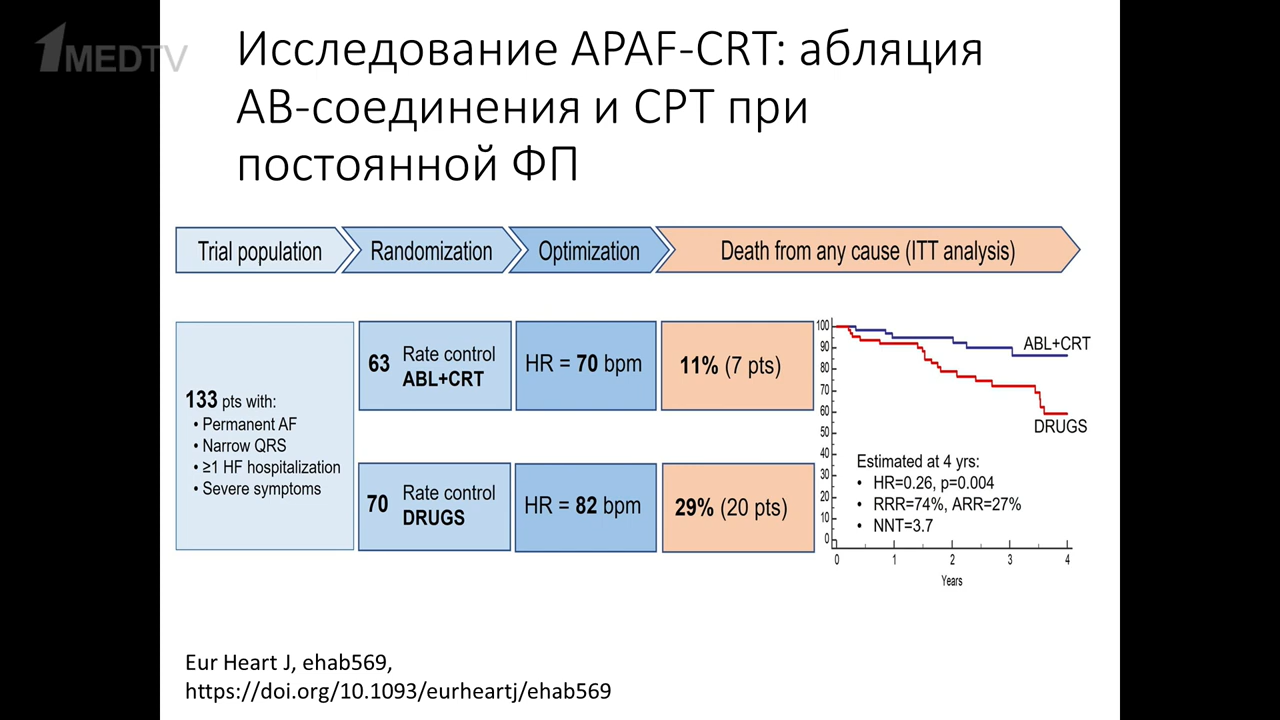 1MEDTV
Исследование APAF-CRT: абляция
АВ-соединения и СРТ при
постоянной ФП
Trial population
Randomization
Optimization
Death from any cause (ITT analysis)
133 pts with:
• Permanent AF
• Narrow QRS
• ≥1 HF hospitalization
• Severe symptoms
63 Rate control
ABL+CRT
HR = 70 bpm
11% (7 pts)
70 Rate control
DRUGS
HR = 82 bpm
29% (20 pts)
100
90
80
70
60
50
40
30
20
10
0
ABL+CRT
DRUGS
Estimated at 4 yrs:
• HR=0.26, p=0.004
• RRR=74%, ARR=27%
• NNT=3.7
0 1 2 3 4
Years
Eur Heart J, ehab569,
https://doi.org/10.1093/eurheartj/ehab569